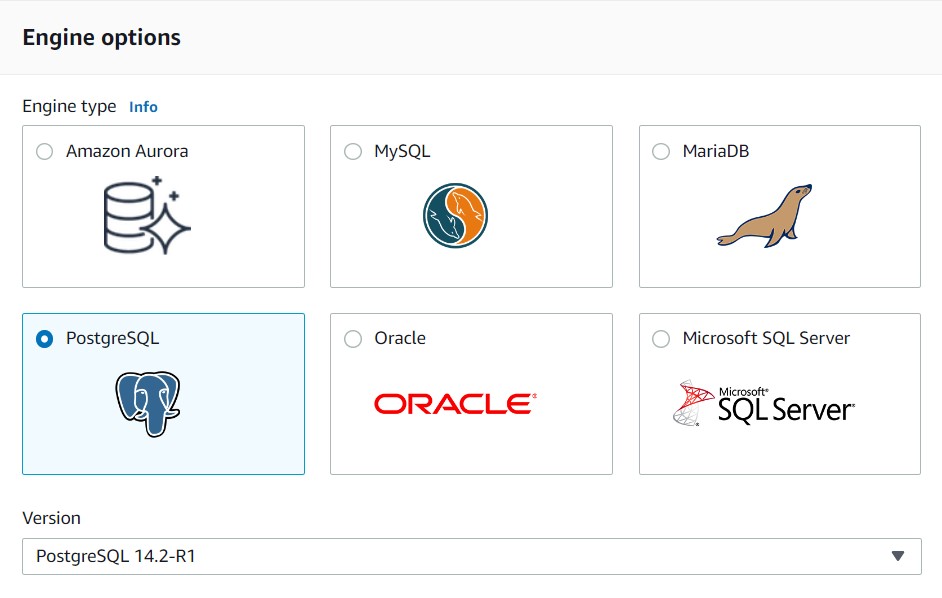 Engine options
Engine type Info
Amazon Aurora
MySQL
MariaDB
PostgreSQL
Oracle
ORACLE®
Microsoft SQL Server
Microsoft®
SQL Server®
Version
PostgreSQL 14.2-R1